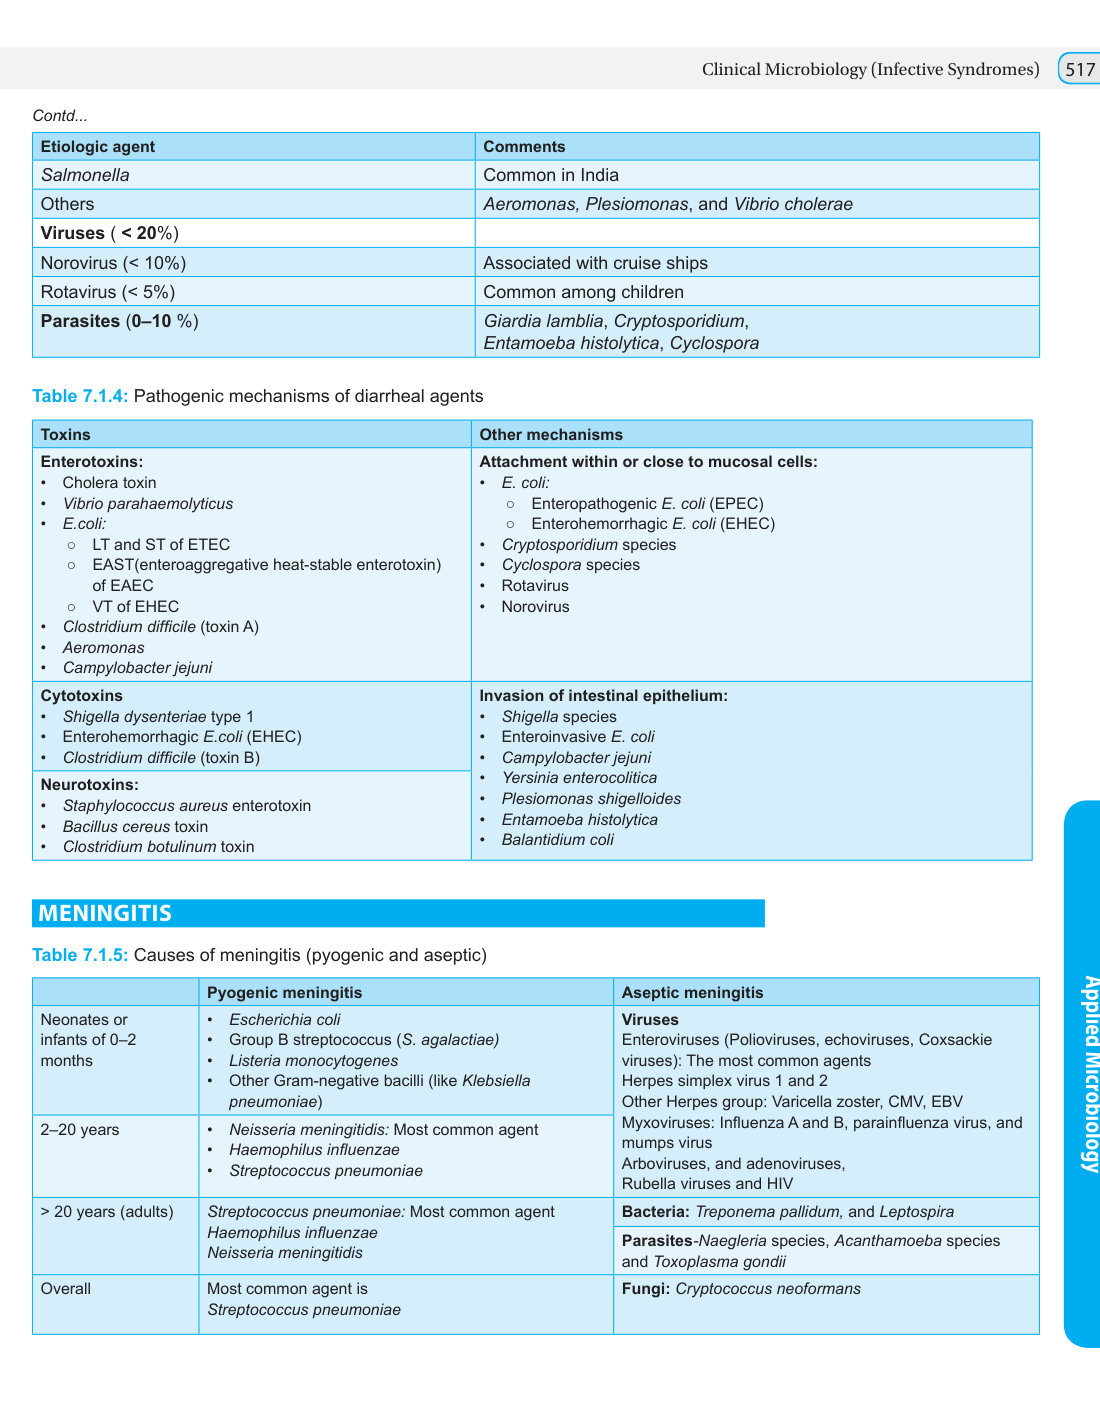 Clinical Microbiology (Infective Syndromes) 517
Contd...
Etiologic agent Comments
Salmonella Common in India
Others Aeromonas, Plesiomonas, and Vibrio cholerae
Viruses ( < 20%)
Norovirus (< 10%) Associated with cruise ships
Rotavirus (< 5%) Common among children
Parasites (0–10 %) Giardia lamblia, Cryptosporidium,
Entamoeba histolytica, Cyclospora
Table 7.1.4: Pathogenic mechanisms of diarrheal agents
Toxins Other mechanisms
Enterotoxins:
• Cholera toxin
• Vibrio parahaemolyticus
• E.coli:
○ LT and ST of ETEC
○ EAST(enteroaggregative heat-stable enterotoxin)
of EAEC
○ VT of EHEC
• Clostridium difficile (toxin A)
• Aeromonas
• Campylobacter jejuni
Attachment within or close to mucosal cells:
• E. coli:
○ Enteropathogenic E. coli (EPEC)
○ Enterohemorrhagic E. coli (EHEC)
• Cryptosporidium species
• Cyclospora species
• Rotavirus
• Norovirus
Cytotoxins
• Shigella dysenteriae type 1
• Enterohemorrhagic E.coli (EHEC)
• Clostridium difficile (toxin B)
Neurotoxins:
• Staphylococcus aureus enterotoxin
• Bacillus cereus toxin
• Clostridium botulinum toxin
Invasion of intestinal epithelium:
• Shigella species
• Enteroinvasive E. coli
• Campylobacter jejuni
• Yersinia enterocolitica
• Plesiomonas shigelloides
• Entamoeba histolytica
• Balantidium coli
MENINGITIS
Table 7.1.5: Causes of meningitis (pyogenic and aseptic)
Pyogenic meningitis Aseptic meningitis
Neonates or
infants of 0–2
months
• Escherichia coli
• Group B streptococcus (S. agalactiae)
• Listeria monocytogenes
• Other Gram-negative bacilli (like Klebsiella
pneumoniae)
Viruses
Enteroviruses (Polioviruses, echoviruses, Coxsackie
viruses): The most common agents
Herpes simplex virus 1 and 2
Other Herpes group: Varicella zoster, CMV, EBV
Myxoviruses: Influenza A and B, parainfluenza virus, and
mumps virus
Arboviruses, and adenoviruses,
Rubella viruses and HIV
2–20 years
• Neisseria meningitidis: Most common agent
• Haemophilus influenzae
• Streptococcus pneumoniae
> 20 years (adults)
Streptococcus pneumoniae: Most common agent
Haemophilus influenzae
Neisseria meningitidis
Bacteria: Treponema pallidum, and Leptospira
Parasites-Naegleria species, Acanthamoeba species
and Toxoplasma gondii
Overall
Most common agent is
Streptococcus pneumoniae
Fungi: Cryptococcus neoformans
Applied Microbiology